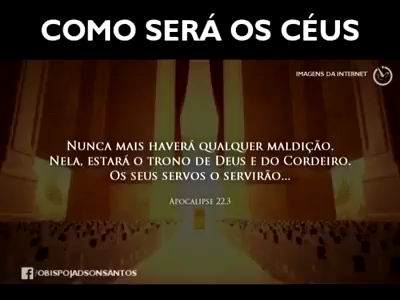 COMO SERÁ OS CÉUS
IMAGENS DA INTERNET
NUNCA MAIS HAVERÁ QUALQUER MALDIÇÃO.
NELA, ESTARÁ O TRONO DE DEUS E DO CORDEIRO.
OS SEUS SERVOS O SERVIRÃO...
APOCALIPSE 22.3
/OBISPOJADSONSANTOS